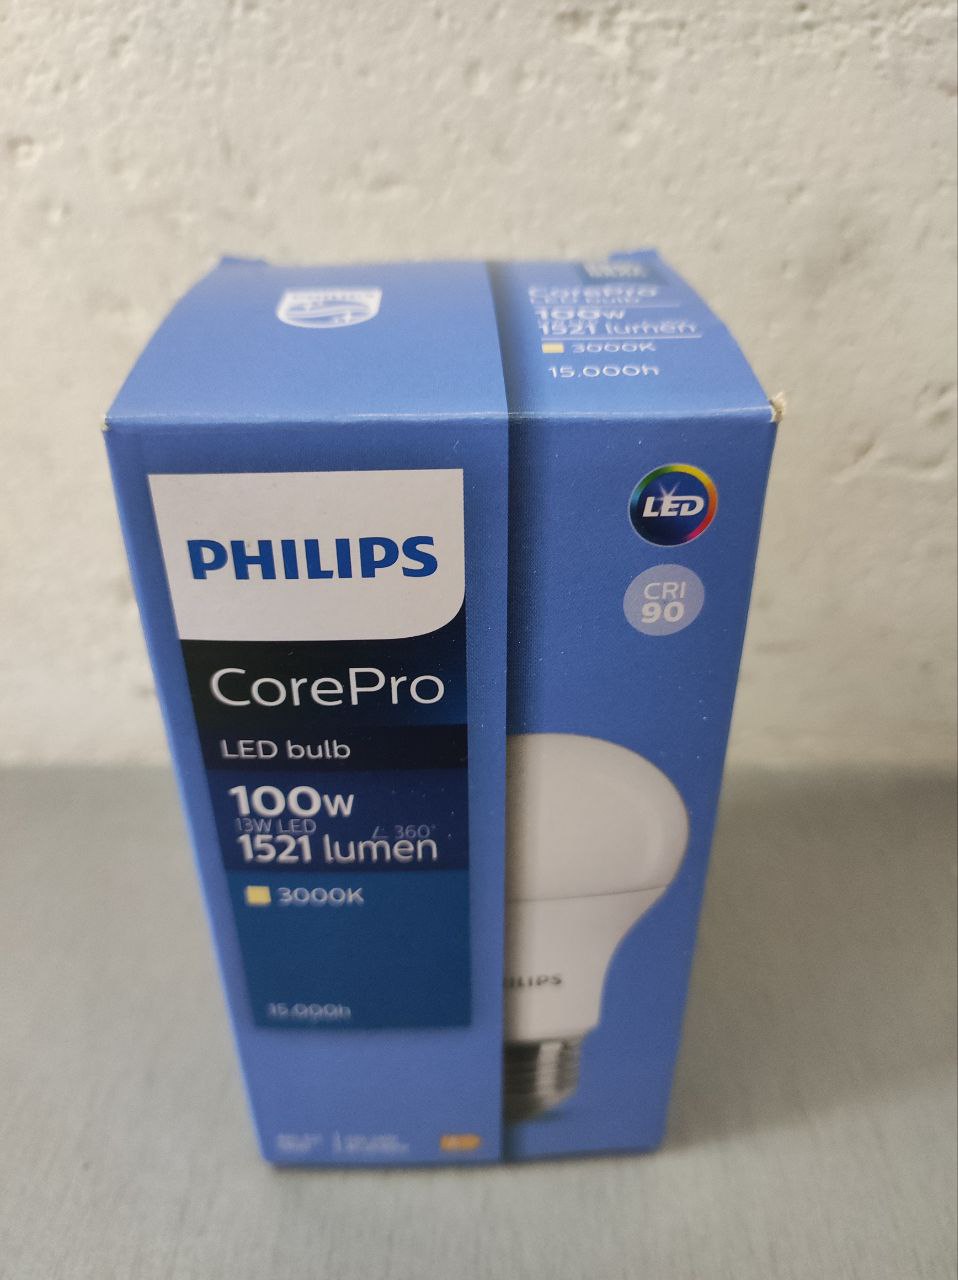 CorePro
LED bulb
100w
1521 lumen
3000K
15.000h
PHILIPS
CorePro
LED bulb
100w
13W LED
360°
1521 lumen
3000K
15.000h
LED
CRI
90
PHILIPS